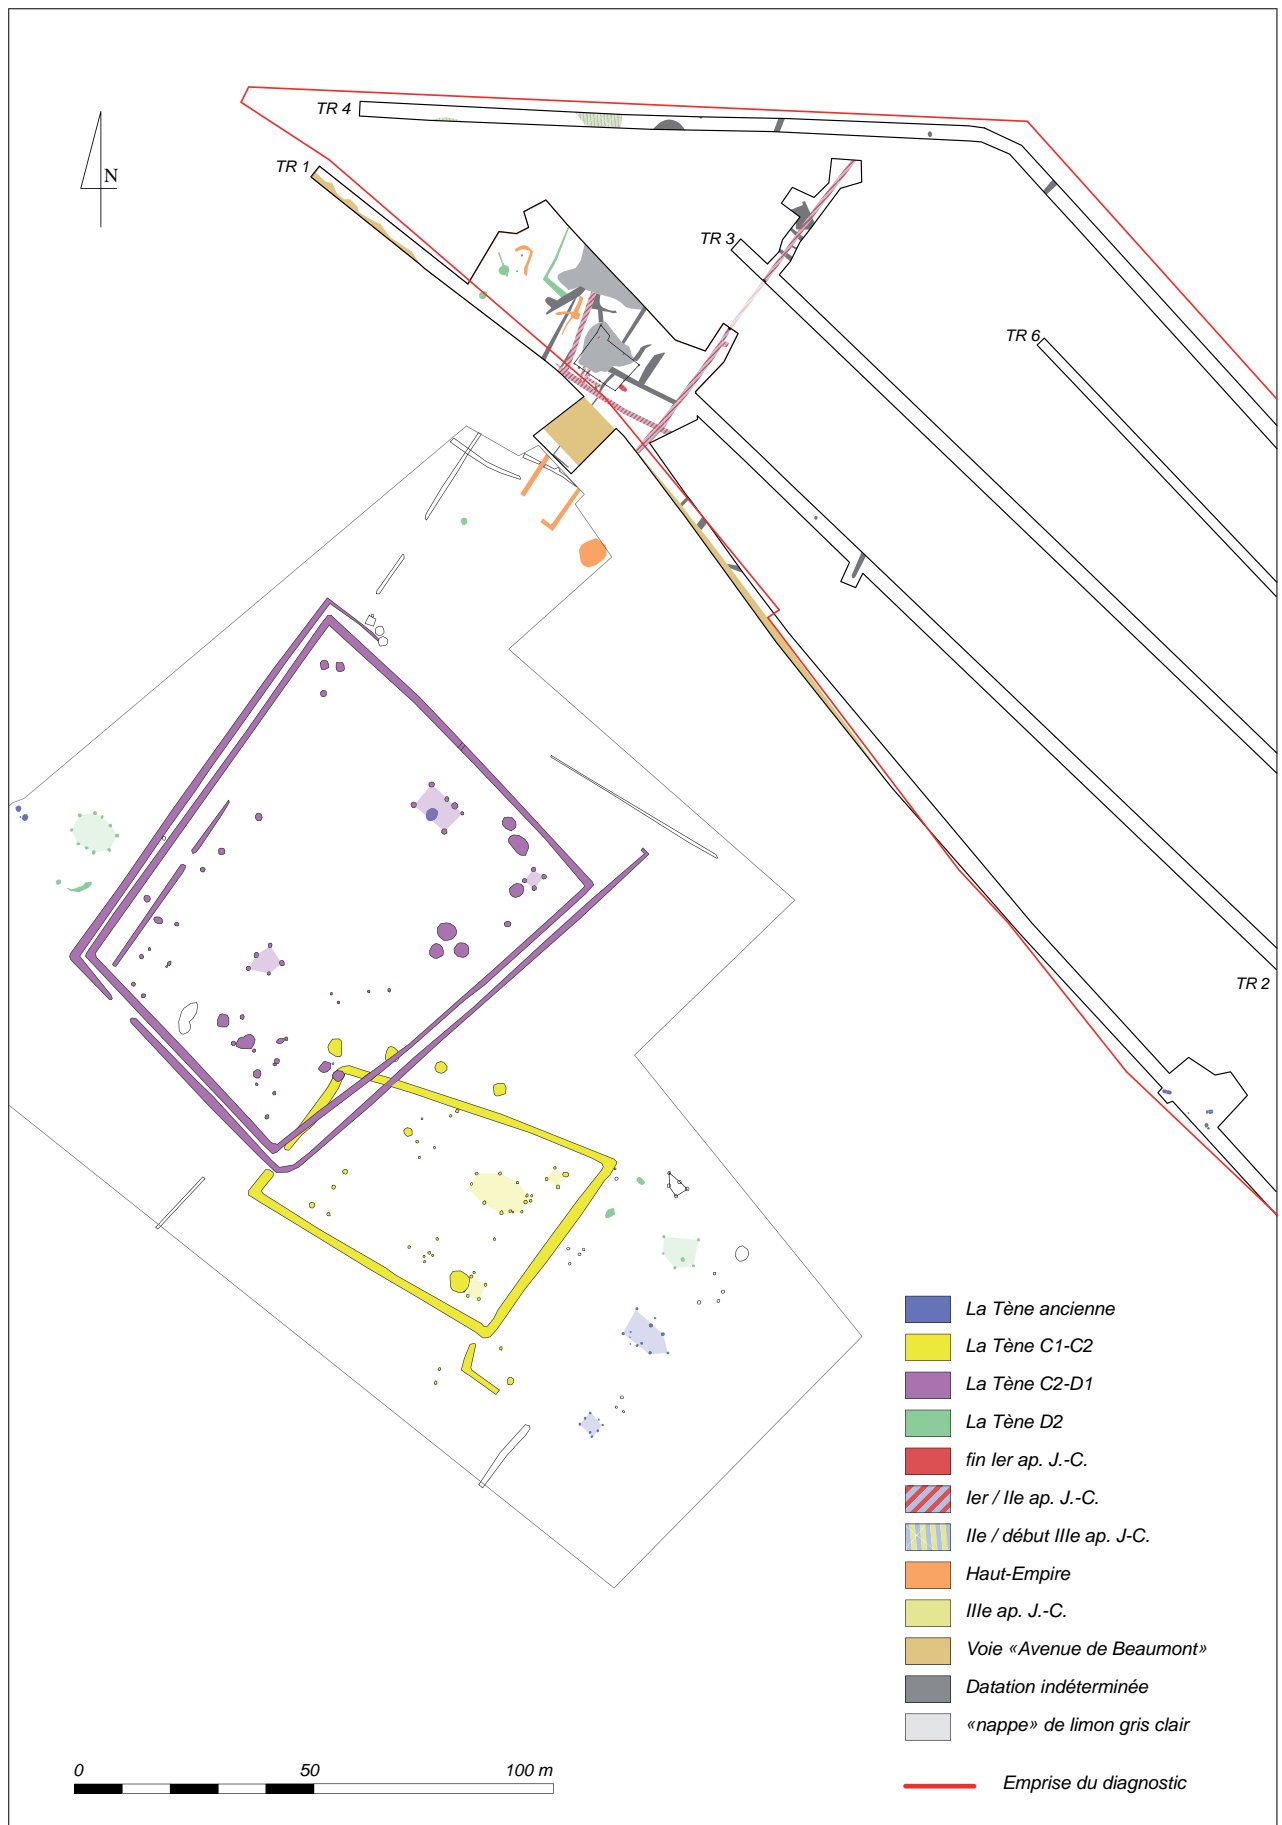 TR 4
TR 1
N
TR 3
TR 6
TR 2
La Tène ancienne
La Tène C1-C2
La Tène C2-D1
La Tène D2
fin Ier ap. J.-C.
Ier / IIe ap. J.-C.
IIe / début IIIe ap. J-C.
Haut-Empire
IIIe ap. J.-C.
Voie «Avenue de Beaumont»
Datation indéterminée
«nappe» de limon gris clair
Emprise du diagnostic
0 50 100 m